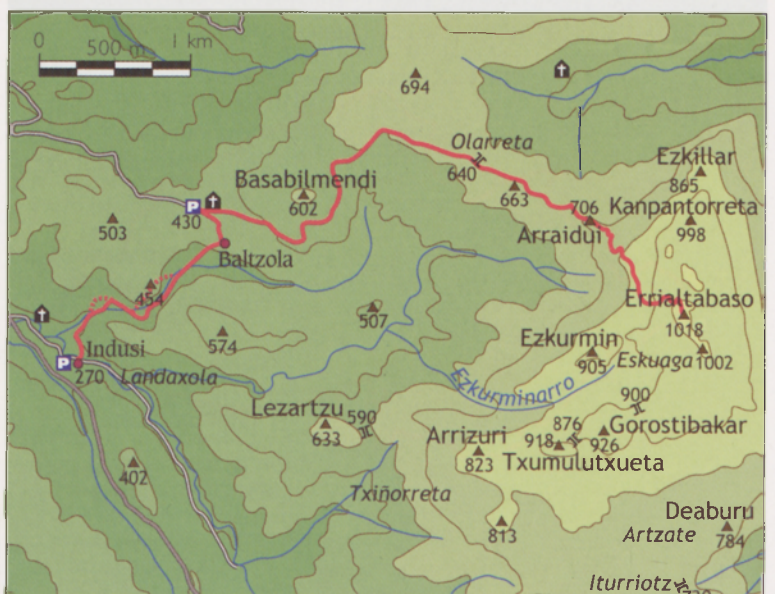 0 500 m 1 km
694
Olarreta
640
Ezkillar
865
Basabilmendi
602
663
706
Kanpantorreta
998
P
430
503
Arraidui
Baltzola
454
Errialtabaso
1018
507
574
Ezkurmin
905
Eskuaga 1002
Indusi
P
270
Landaxola
Ezkurminarro
900
Lezartzu 590
633
876
Gorostibakar
926
Arrizuri
823
918
Txumulutxueta
402
Txiñorreta
813
Deaburu
784
Artzate
Iturriotz